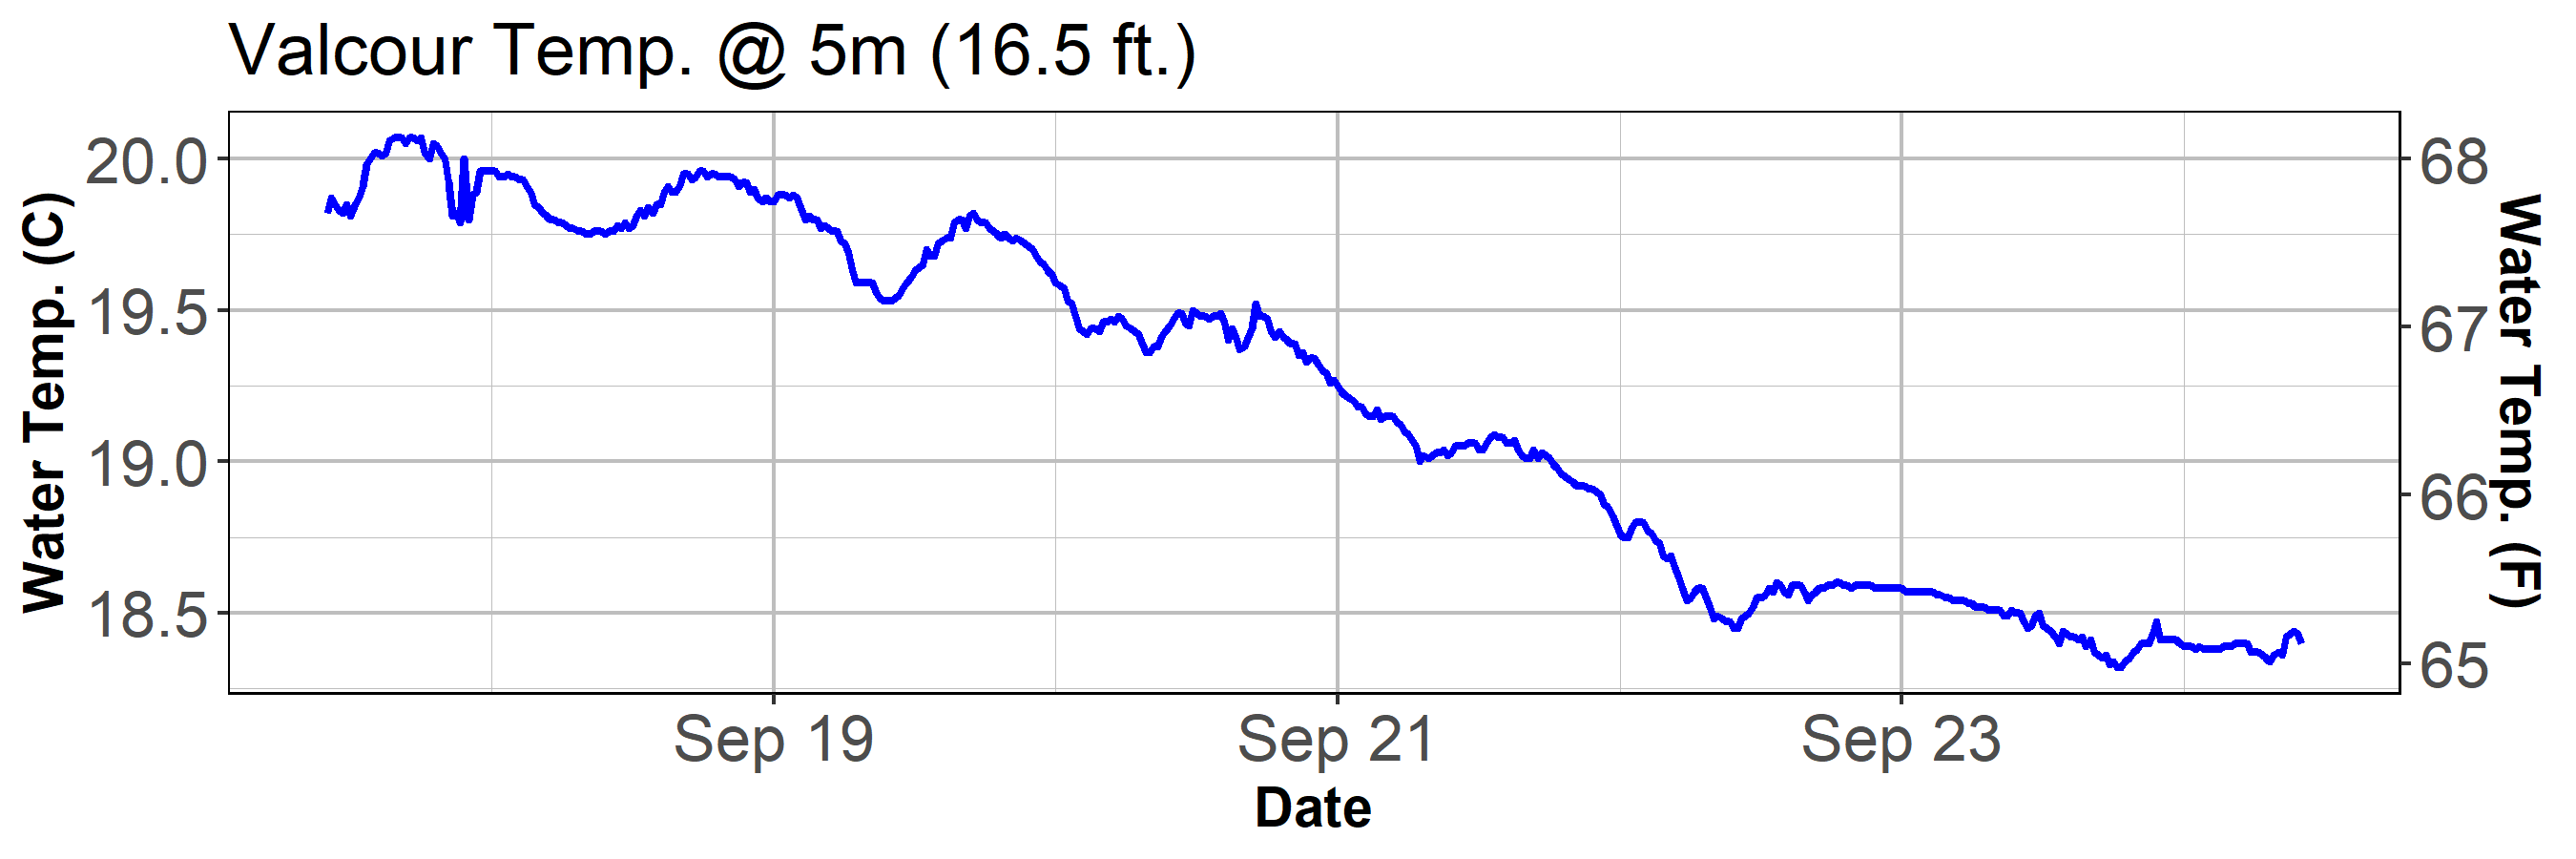 Valcour Temp. @ 5m (16.5 ft.)
Water Temp. (C)
20.0
19.5
19.0
18.5
68
67
66
65
Water Temp. (F)
Sep 19
Sep 21
Sep 23
Date